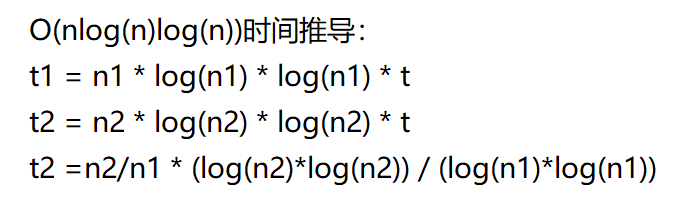 O(nlog(n)log(n))时间推导：
t1 = n1 * log(n1) * log(n1) * t
t2 = n2 * log(n2) * log(n2) * t
t2 =n2/n1 * (log(n2)*log(n2)) / (log(n1)*log(n1))